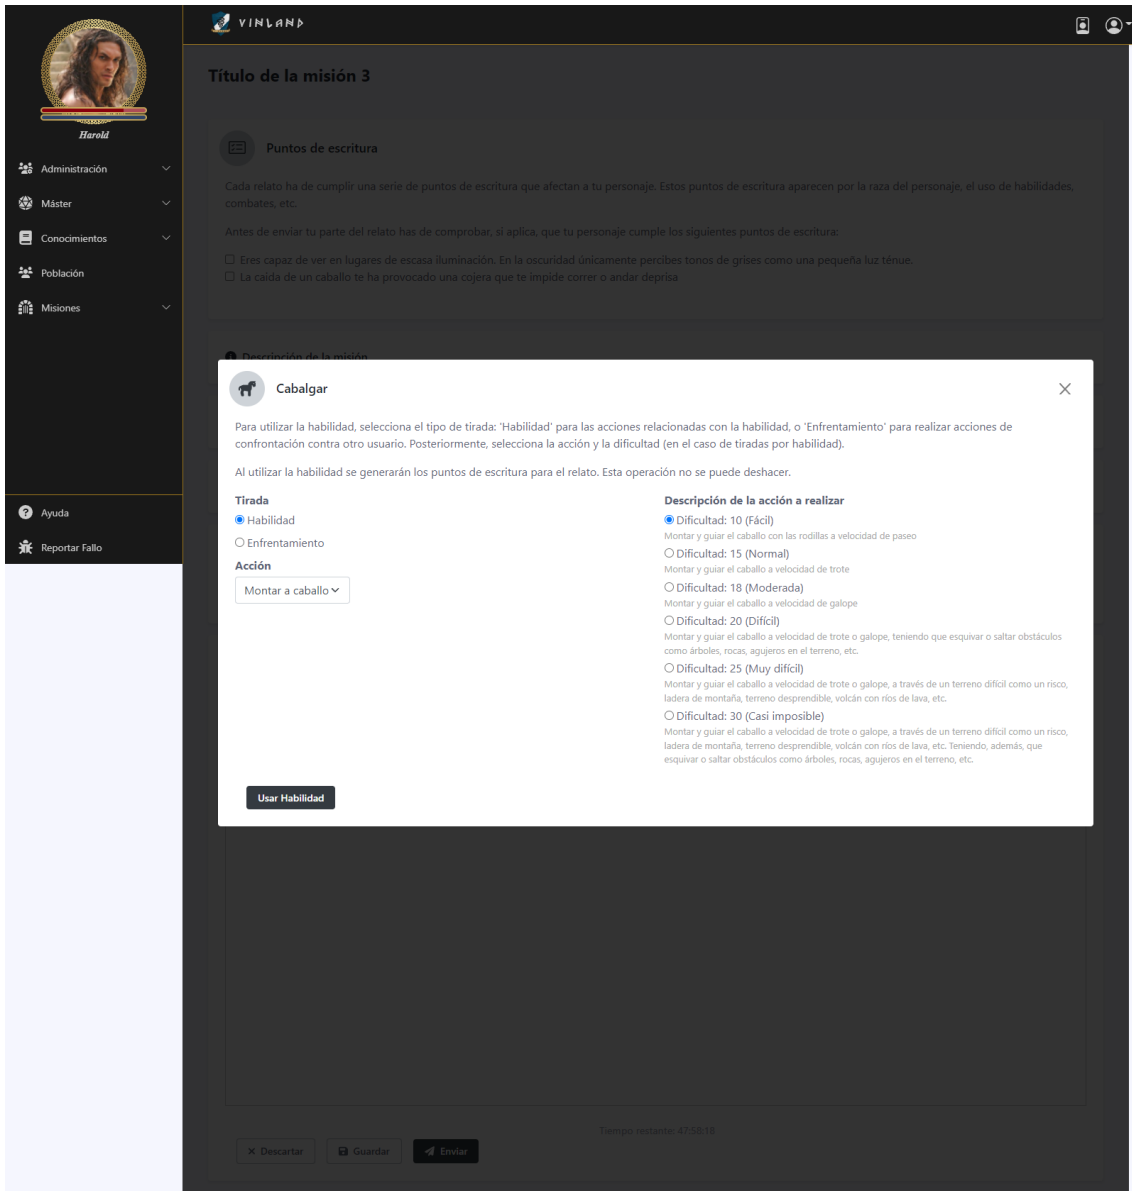 VINLAND
Harold
Administración
Máster
Conocimientos
Población
Misiones
Ayuda
Reportar Fallo
Título de la misión 3
Puntos de escritura
Cada relato ha de cumplir una serie de puntos de escritura que afectan a tu personaje. Estos puntos de escritura aparecen por la raza del personaje, el uso de habilidades,
combates, etc.
Antes de enviar tu parte del relato has de comprobar, si aplica, que tu personaje cumple los siguientes puntos de escritura:
Eres capaz de ver en lugares de escasa iluminación. En la oscuridad únicamente percibes tonos de grises como una pequeña luz ténue.
La caída de un caballo te ha provocado una cojera que te impide correr o andar deprisa
Descripción de la misión
Cabalgar
Para utilizar la habilidad, selecciona el tipo de tirada: 'Habilidad' para las acciones relacionadas con la habilidad, o 'Enfrentamiento' para realizar acciones de
confrontación contra otro usuario. Posteriormente, selecciona la acción y la dificultad (en el caso de tiradas por habilidad).
Al utilizar la habilidad se generarán los puntos de escritura para el relato. Esta operación no se puede deshacer.
Tirada
Habilidad
Enfrentamiento
Acción
Montar a caballo
Descripción de la acción a realizar
Dificultad: 10 (Fácil)
Montar y guiar el caballo con las rodillas a velocidad de paseo
Dificultad: 15 (Normal)
Montar y guiar el caballo a velocidad de trote
Dificultad: 18 (Moderada)
Montar y guiar el caballo a velocidad de galope
Dificultad: 20 (Difícil)
Montar y guiar el caballo a velocidad de trote o galope, teniendo que esquivar o saltar obstáculos
como árboles, rocas, agujeros en el terreno, etc.
Dificultad: 25 (Muy difícil)
Montar y guiar el caballo a velocidad de trote o galope, a través de un terreno difícil como un risco,
ladera de montaña, terreno desprendible, volcán con ríos de lava, etc.
Dificultad: 30 (Casi imposible)
Montar y guiar el caballo a velocidad de trote o galope, a través de un terreno difícil como un risco,
ladera de montaña, terreno desprendible, volcán con ríos de lava, etc. Teniendo, además, que
esquivar o saltar obstáculos como árboles, rocas, agujeros en el terreno, etc.
Usar Habilidad
Tiempo restante: 47:58:18
Descartar
Guardar
Enviar